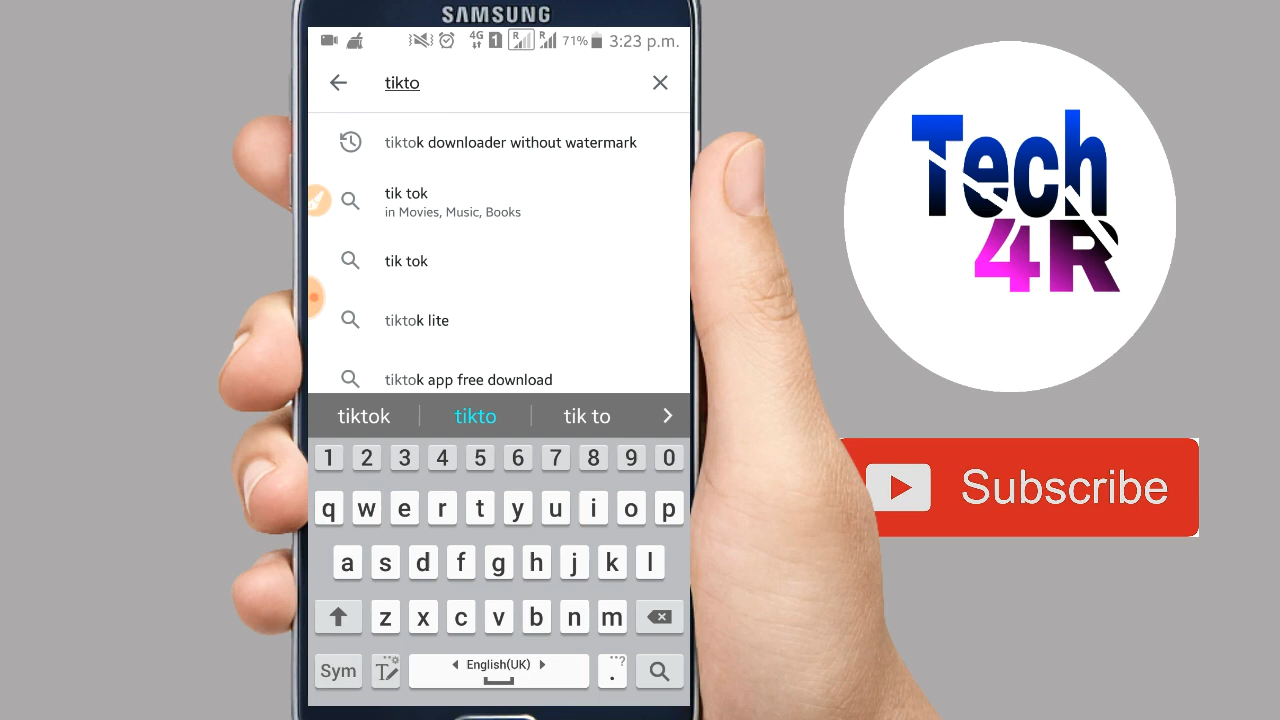 SAMSUNG
4G 1 R R 71% 3:23 p.m.
tikto
tiktok downloader without watermark
tik tok
in Movies, Music, Books
tik tok
tiktok lite
tiktok app free download
tiktok tikto tik to
1 2 3 4 5 6 7 8 9 0
q w e r t y u i o p
a s d f g h j k l
z x c v b n m
Sym T English(UK) . ...?
Tech
4R
Subscribe